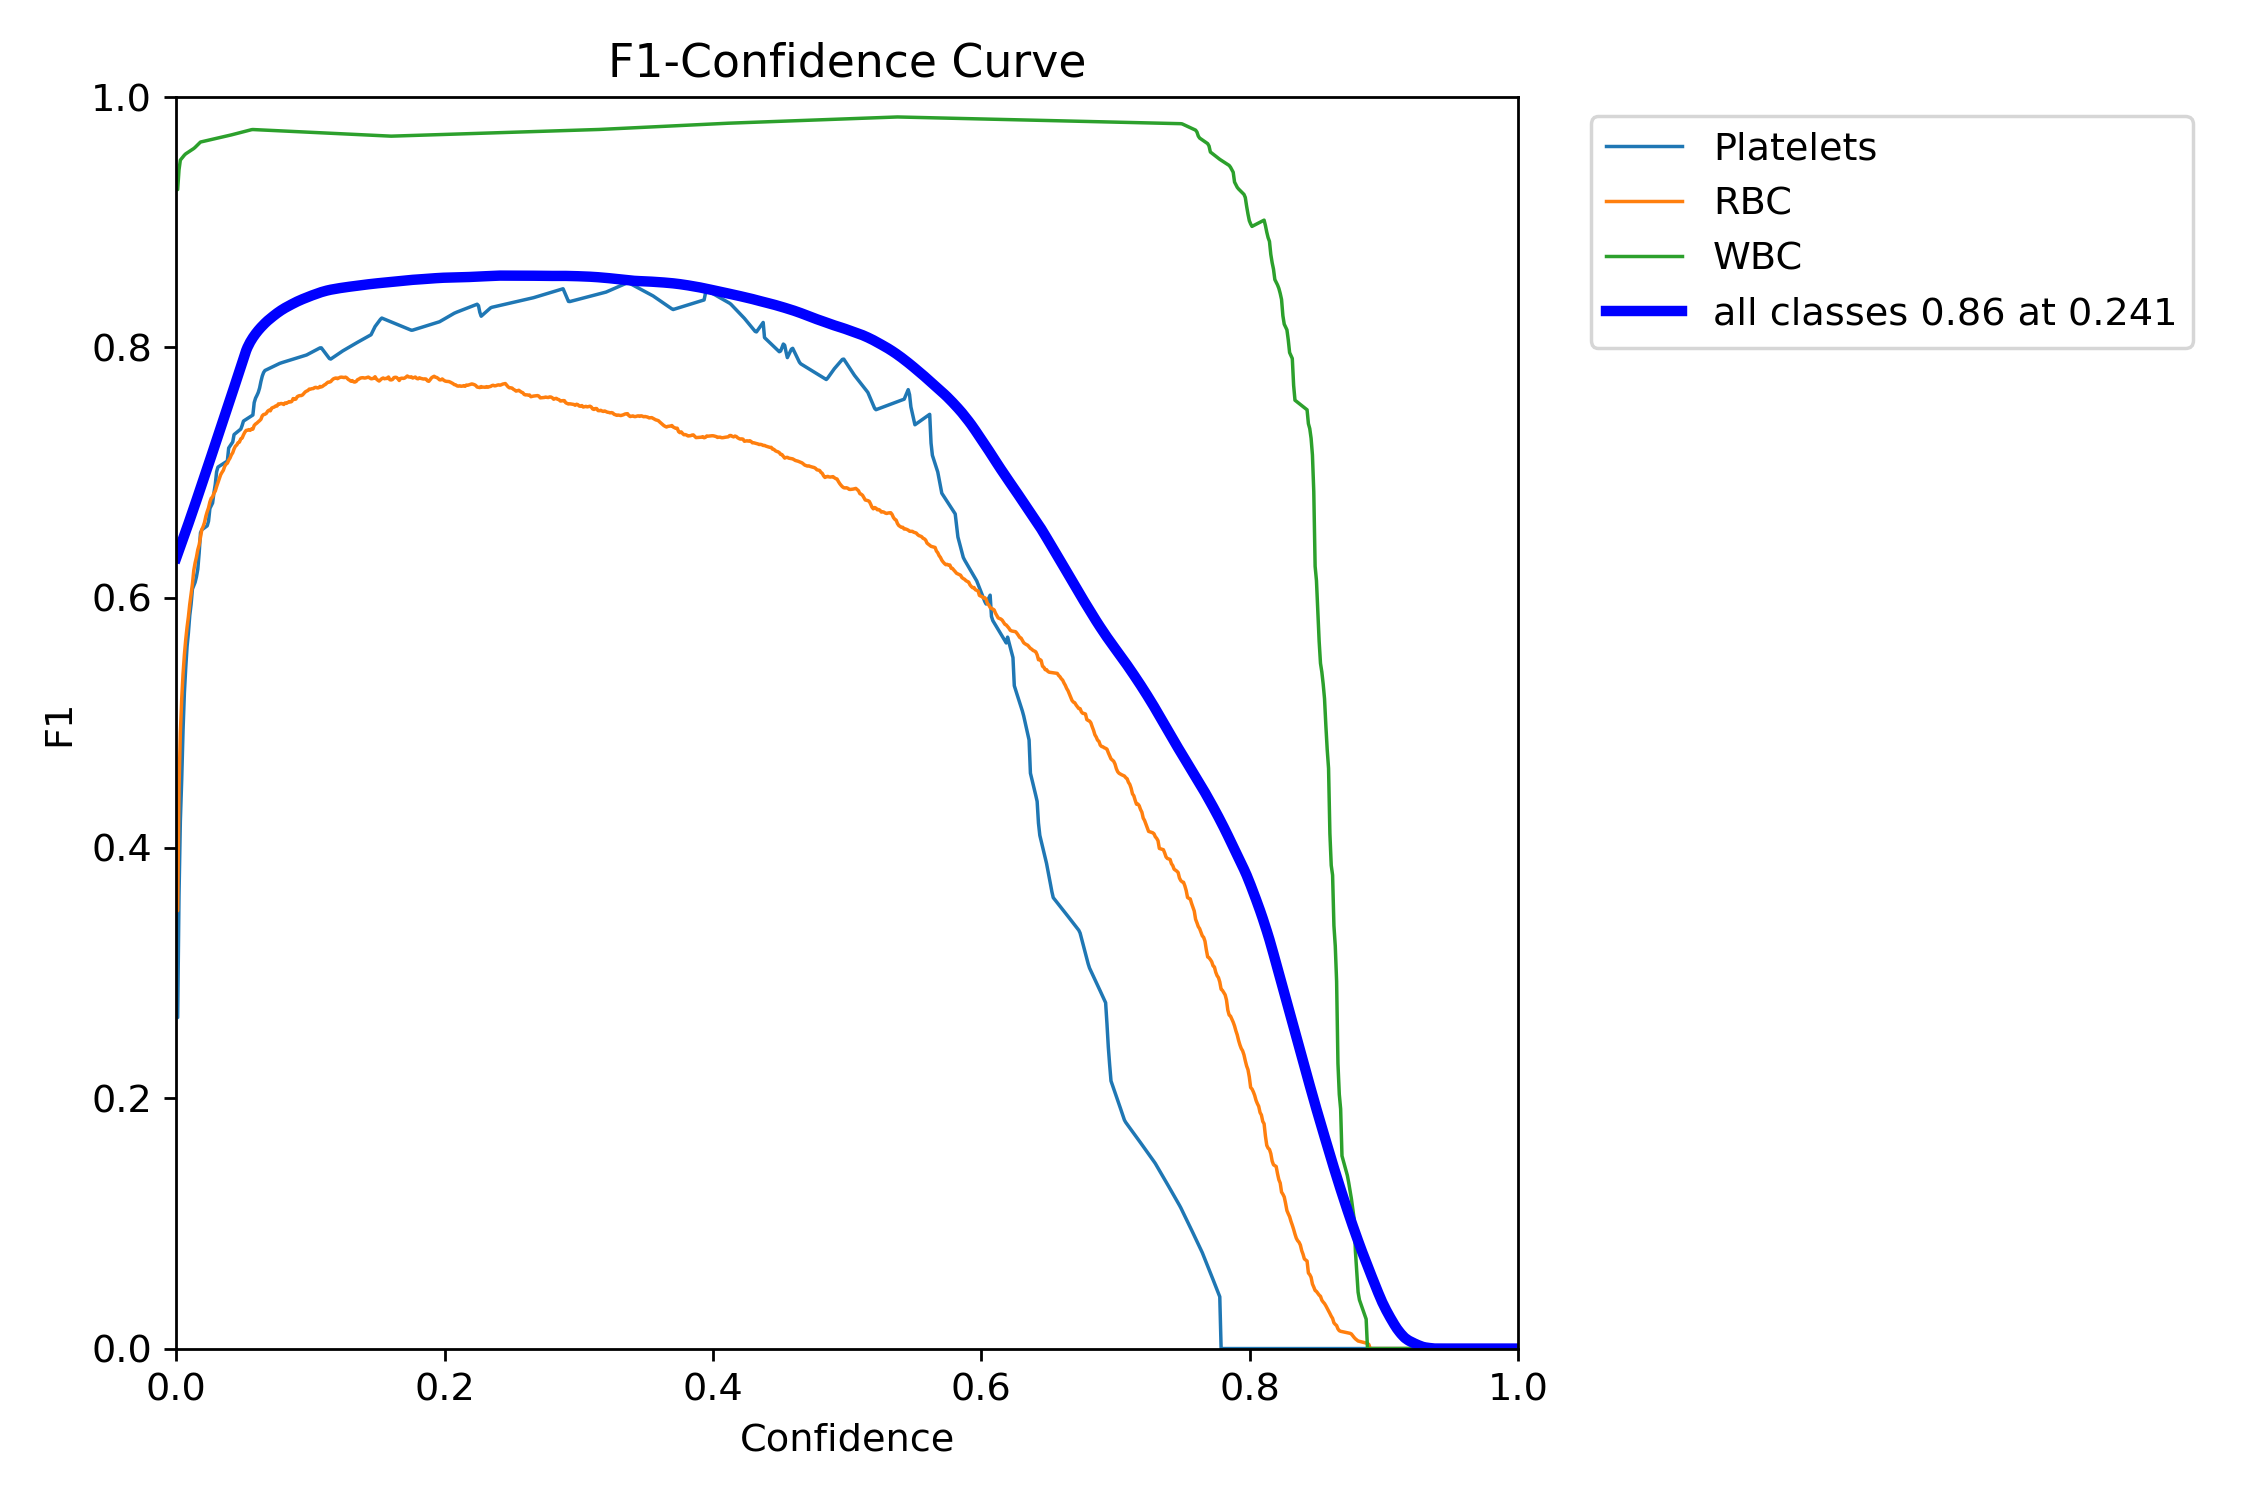 F1-Confidence Curve
1.0
0.8
0.6
0.4
0.2
0.0
F1
0.0 0.2 0.4 0.6 0.8 1.0
Confidence
Platelets
RBC
WBC
all classes 0.86 at 0.241